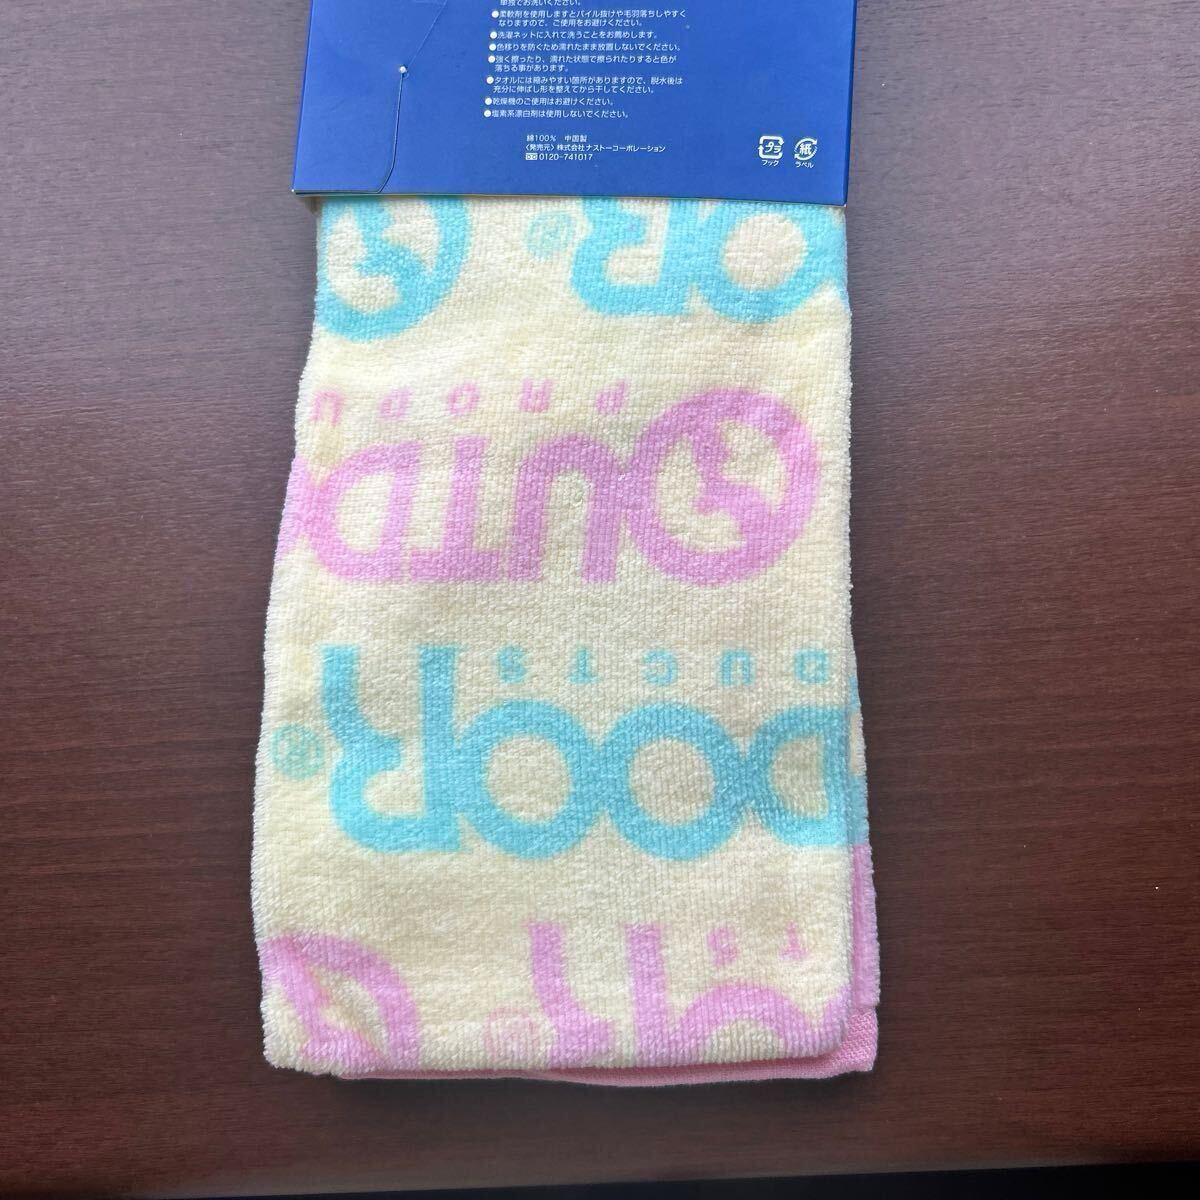 単独でお洗いください。
●柔軟剤を使用しますとパイル抜けや毛羽落ちしやすく
なりますので、ご使用をお避けください。
●洗濯ネットに入れて洗うことをお薦めします。
●色移りを防ぐため濡れたまま放置しないでください。
●強く擦ったり、濡れた状態で擦られたりすると色が
落ちる事があります。
●タオルには縮みやすい箇所がありますので、脱水後は
充分に伸ばし形を整えてから干してください。
●乾燥機のご使用はお避けください。
●塩素系漂白剤は使用しないでください。
綿100% 中国製
〈発売元〉株式会社ナストーコーポレーション
0120-741017
プラ
フック
紙
ラベル
OOR®
OUTDO
PRODU
DOOR®
DUCTS
OR®
TS